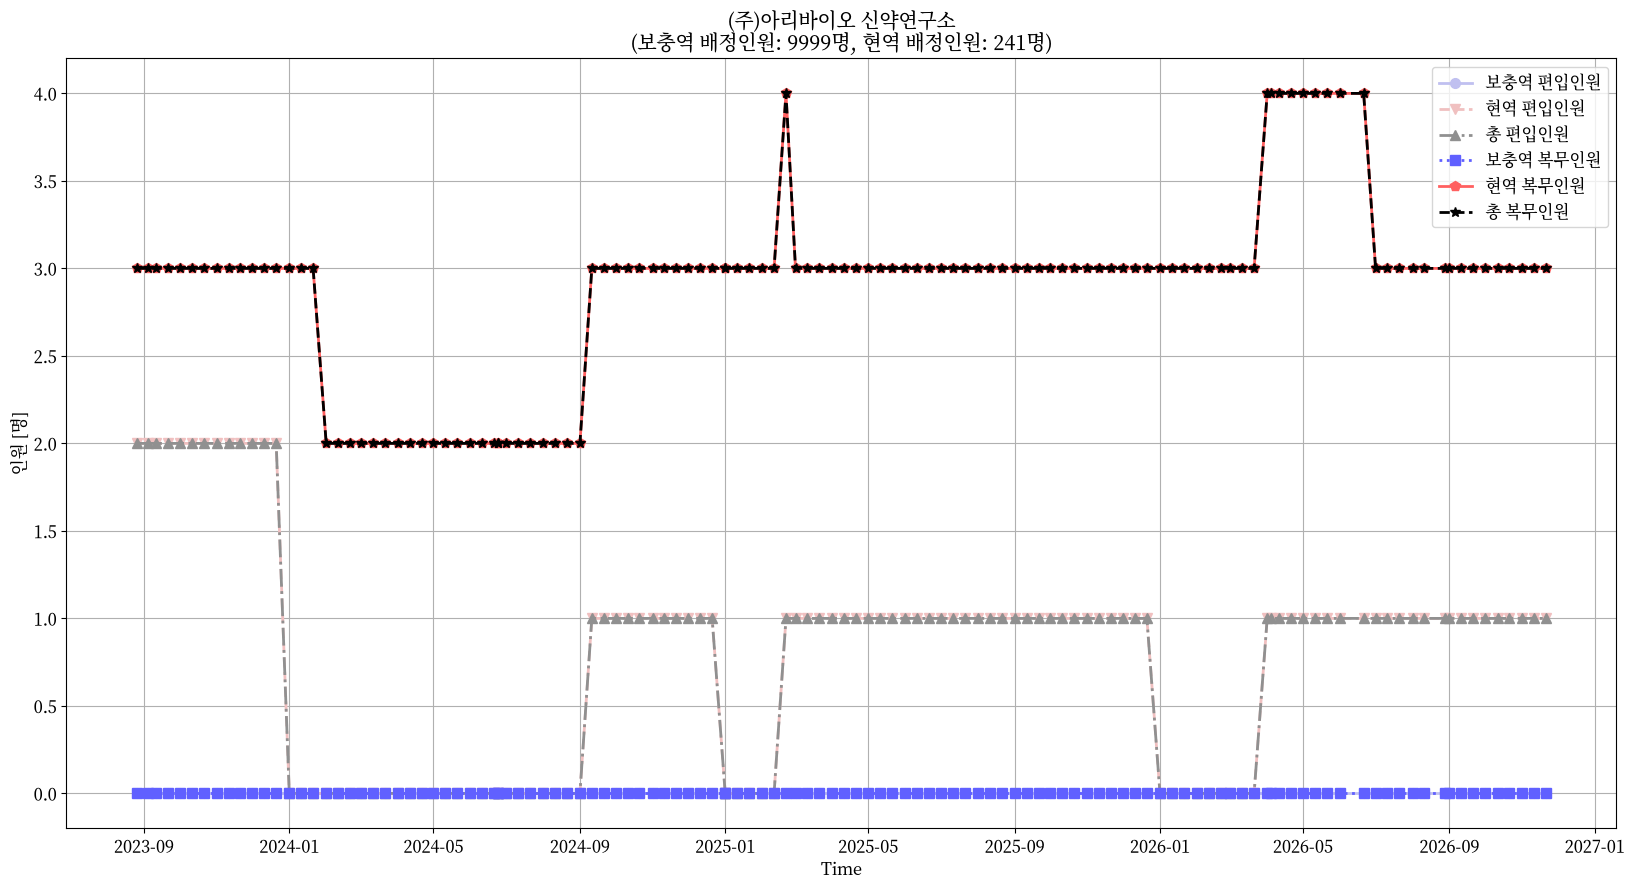 (주)아리바이오 신약연구소
(보충역 배정인원: 9999명, 현역 배정인원: 241명)
보충역 편입인원
현역 편입인원
총 편입인원
보충역 복무인원
현역 복무인원
총 복무인원
4.0
3.5
3.0
2.5
2.0
1.5
1.0
0.5
0.0
인원 [명]
2023-09 2024-01 2024-05 2024-09 2025-01 2025-05 2025-09 2026-01 2026-05 2026-09 2027-01
Time